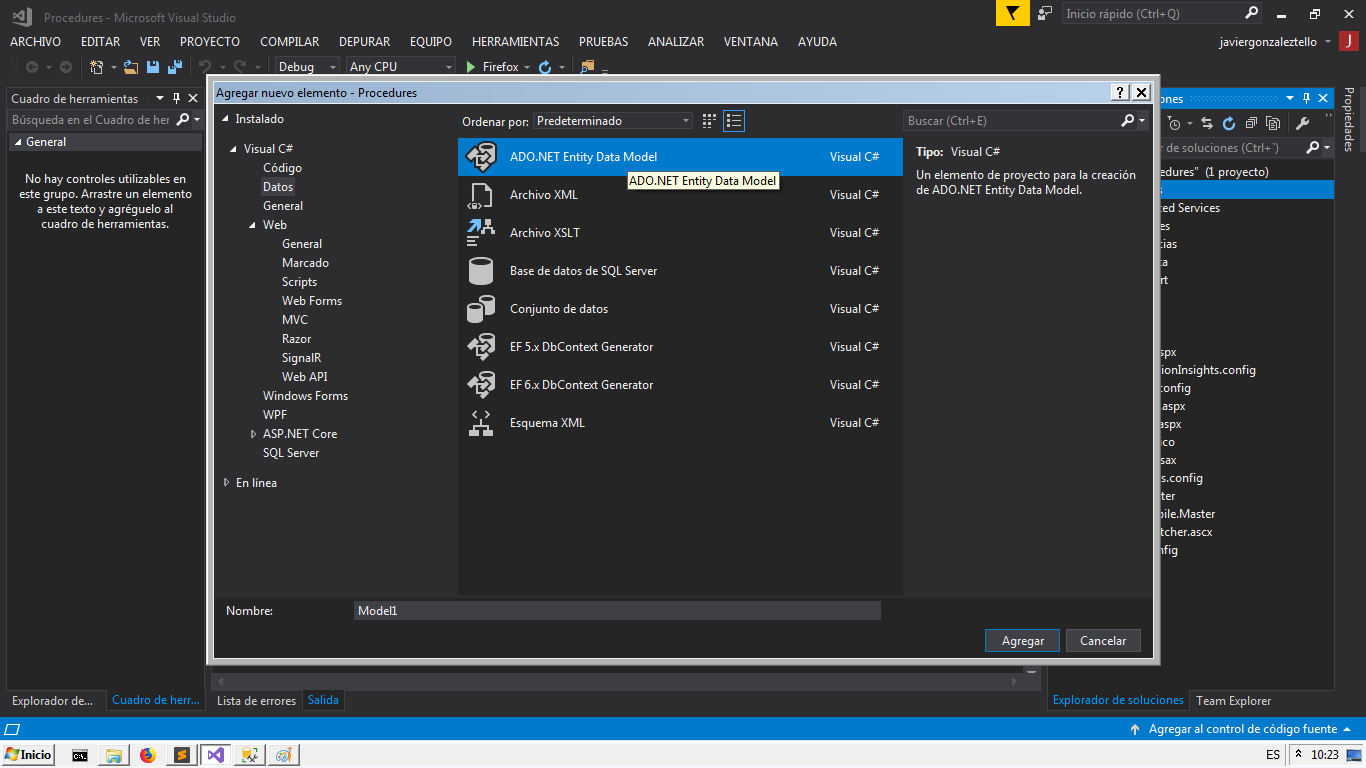 Procedures - Microsoft Visual Studio
Inicio rápido (Ctrl+Q)
ARCHIVO EDITAR VER PROYECTO COMPILAR DEPURAR EQUIPO HERRAMIENTAS PRUEBAS ANALIZAR VENTANA AYUDA
javiergonzaleztello J
Debug Any CPU Firefox
Cuadro de herramientas
Búsqueda en el Cuadro de her
General
No hay controles utilizables en
este grupo. Arrastre un elemento
a este texto y agréguelo al
cuadro de herramientas.
Explorador de... Cuadro de herr...
Agregar nuevo elemento - Procedures
Instalado
Visual C#
Código
Datos
General
Web
General
Marcado
Scripts
Web Forms
MVC
Razor
SignalR
Web API
Windows Forms
WPF
ASP.NET Core
SQL Server
En línea
Ordenar por: Predeterminado
Buscar (Ctrl+E)
ADO.NET Entity Data Model Visual C#
ADO.NET Entity Data Model
Archivo XML Visual C#
Archivo XSLT Visual C#
Base de datos de SQL Server Visual C#
Conjunto de datos Visual C#
EF 5.x DbContext Generator Visual C#
EF 6.x DbContext Generator Visual C#
Esquema XML Visual C#
Tipo: Visual C#
Un elemento de proyecto para la creación
de ADO.NET Entity Data Model.
Nombre: Model1
Agregar Cancelar
Lista de errores Salida
ones
de soluciones (Ctrl+`)
edures" (1 proyecto)
s
ted Services
es
cias
ta
rt
spx
ionInsights.config
config
.aspx
aspx
co
sax
s.config
ter
bile.Master
tcher.ascx
nfig
Propiedades
Explorador de soluciones Team Explorer
Agregar al control de código fuente
Inicio
ES 10:23